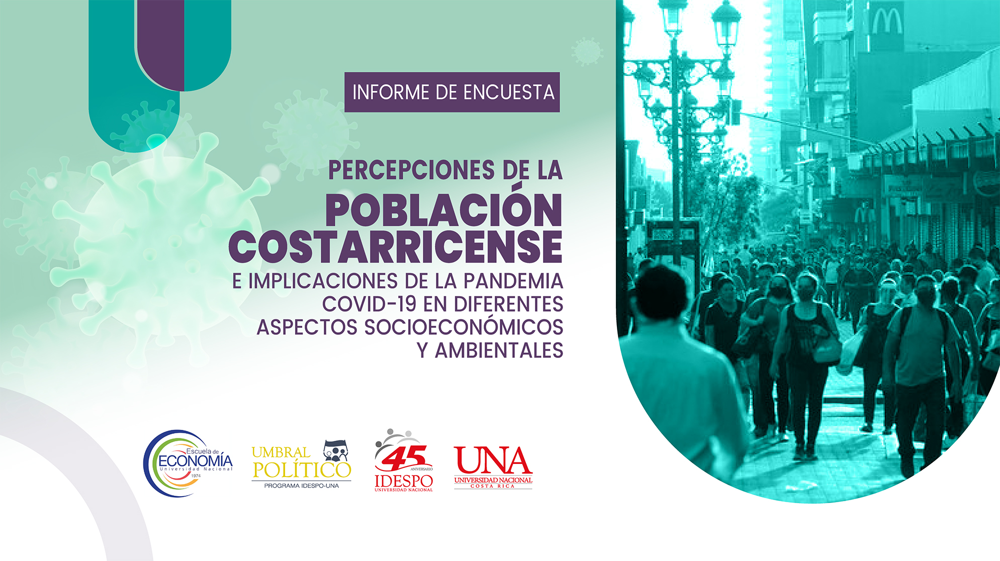 INFORME DE ENCUESTA
PERCEPCIONES DE LA
POBLACIÓN
COSTARRICENSE
E IMPLICACIONES DE LA PANDEMIA
COVID-19 EN DIFERENTES
ASPECTOS SOCIOECONÓMICOS
Y AMBIENTALES
Escuela de
ECONOMÍA
Universidad Nacional
1974
UMBRAL
POLÍTICO
PROGRAMA IDESPO-UNA
45
ANIVERSARIO
IDESPO
UNIVERSIDAD NACIONAL
UNA
UNIVERSIDAD NACIONAL
COSTA RICA